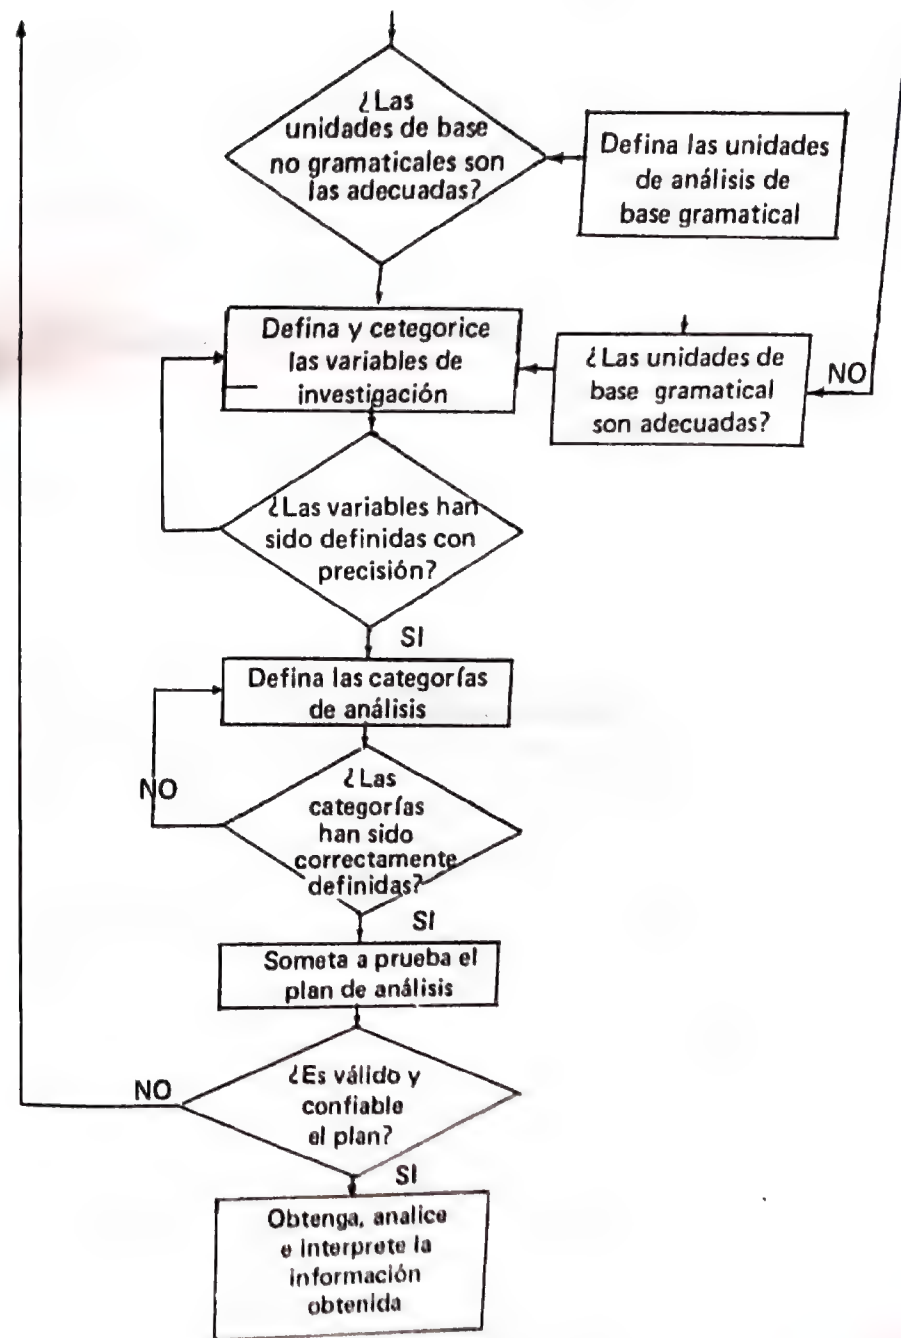 ¿Las
unidades de base
no gramaticales son
las adecuadas?
Defina las unidades
de análisis de
base gramatical
Defina y cetegorice
las variables de
investigación
¿Las unidades de
base gramatical
son adecuadas?
NO
¿Las variables han
sido definidas con
precisión?
SI
Defina las categorías
de análisis
NO
¿Las
categorías
han sido
correctamente
definidas?
SI
Someta a prueba el
plan de análisis
NO
¿Es válido y
confiable
el plan?
SI
Obtenga, analice
e interprete la
información
obtenida